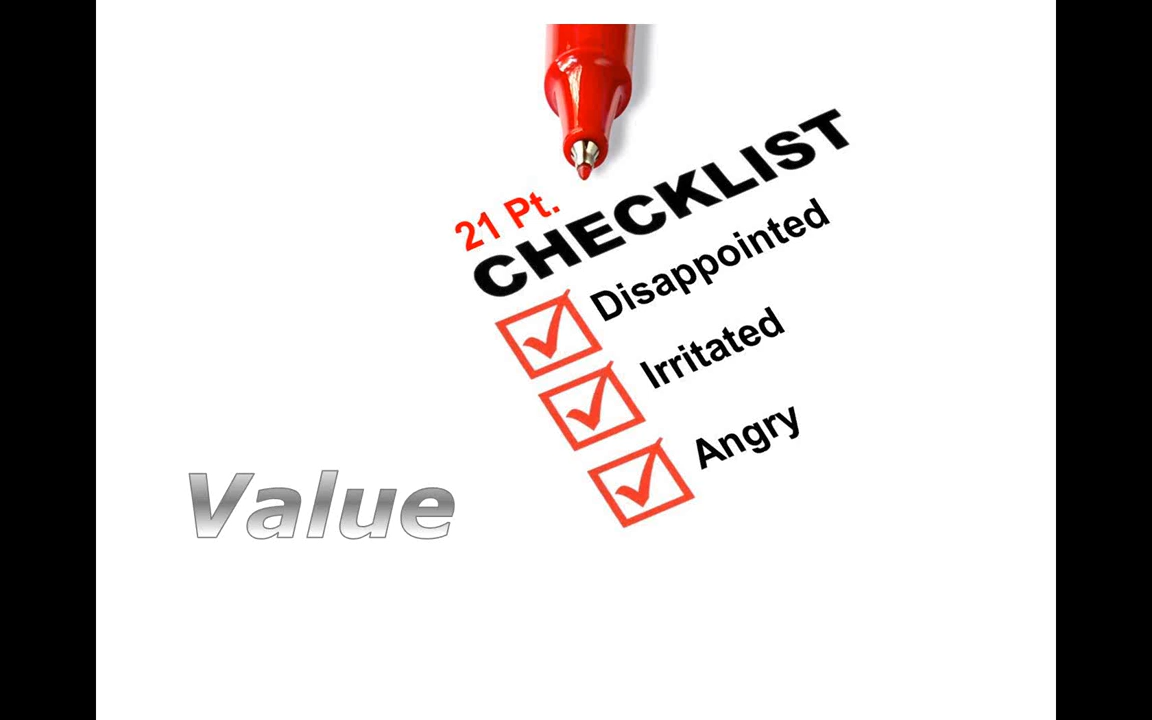 21 Pt.
CHECKLIST
Disappointed
Irritated
Angry
Value